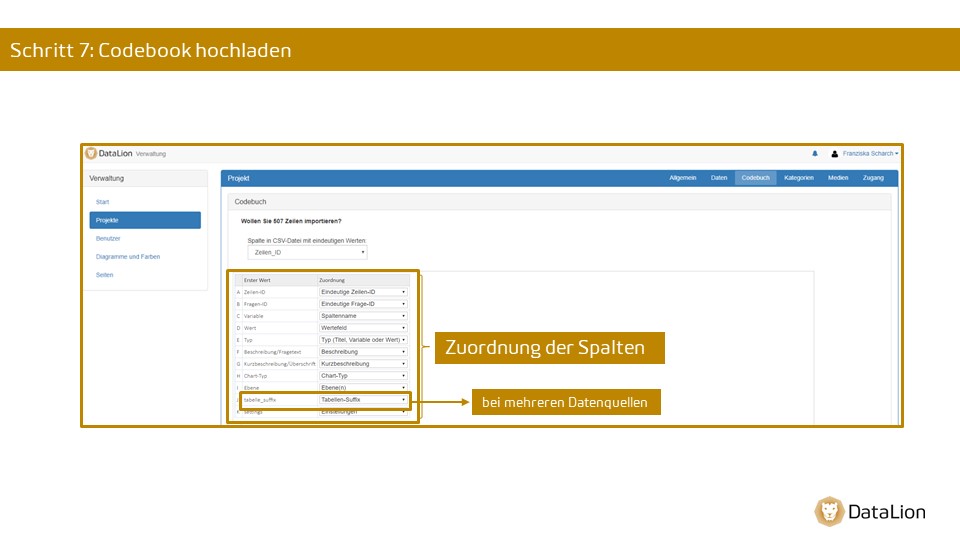 Schritt 7: Codebook hochladen
DataLion Verwaltung
Franziska Scharch
Verwaltung
Start
Projekte
Benutzer
Diagramme und Farben
Seiten
Projekt
Allgemein Daten Codebuch Kategorien Medien Zugang
Codebuch
Wollen Sie 507 Zeilen importieren?
Spalte in CSV-Datei mit eindeutigen Werten
Zeilen_ID
Erster Wert Zuordnung
A Zeilen-ID Eindeutige Zeilen-ID
B Fragen-ID Eindeutige Frage-ID
C Variable Spaltenname
D Wert Wertefeld
E Typ Typ (Titel, Variable oder Wert)
F Beschreibung/Fragetext Beschreibung
G Kurzbeschreibung/Überschrift Kurzbeschreibung
H Chart-Typ Chart-Typ
I Ebene Ebene(n)
tabelle_suffix Tabellen-Suffix
K settings Einstellungen
Zuordnung der Spalten
bei mehreren Datenquellen
DataLion